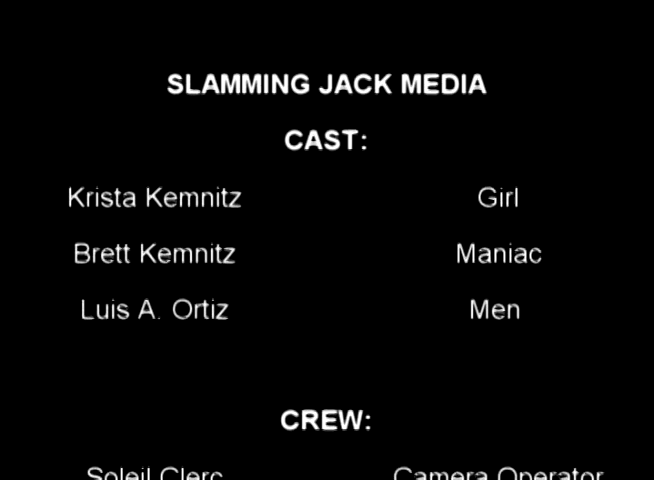 SLAMMING JACK MEDIA
CAST:
Krista Kemnitz Girl
Brett Kemnitz Maniac
Luis A. Ortiz Men
CREW:
Soleil Clerc Camera Operator